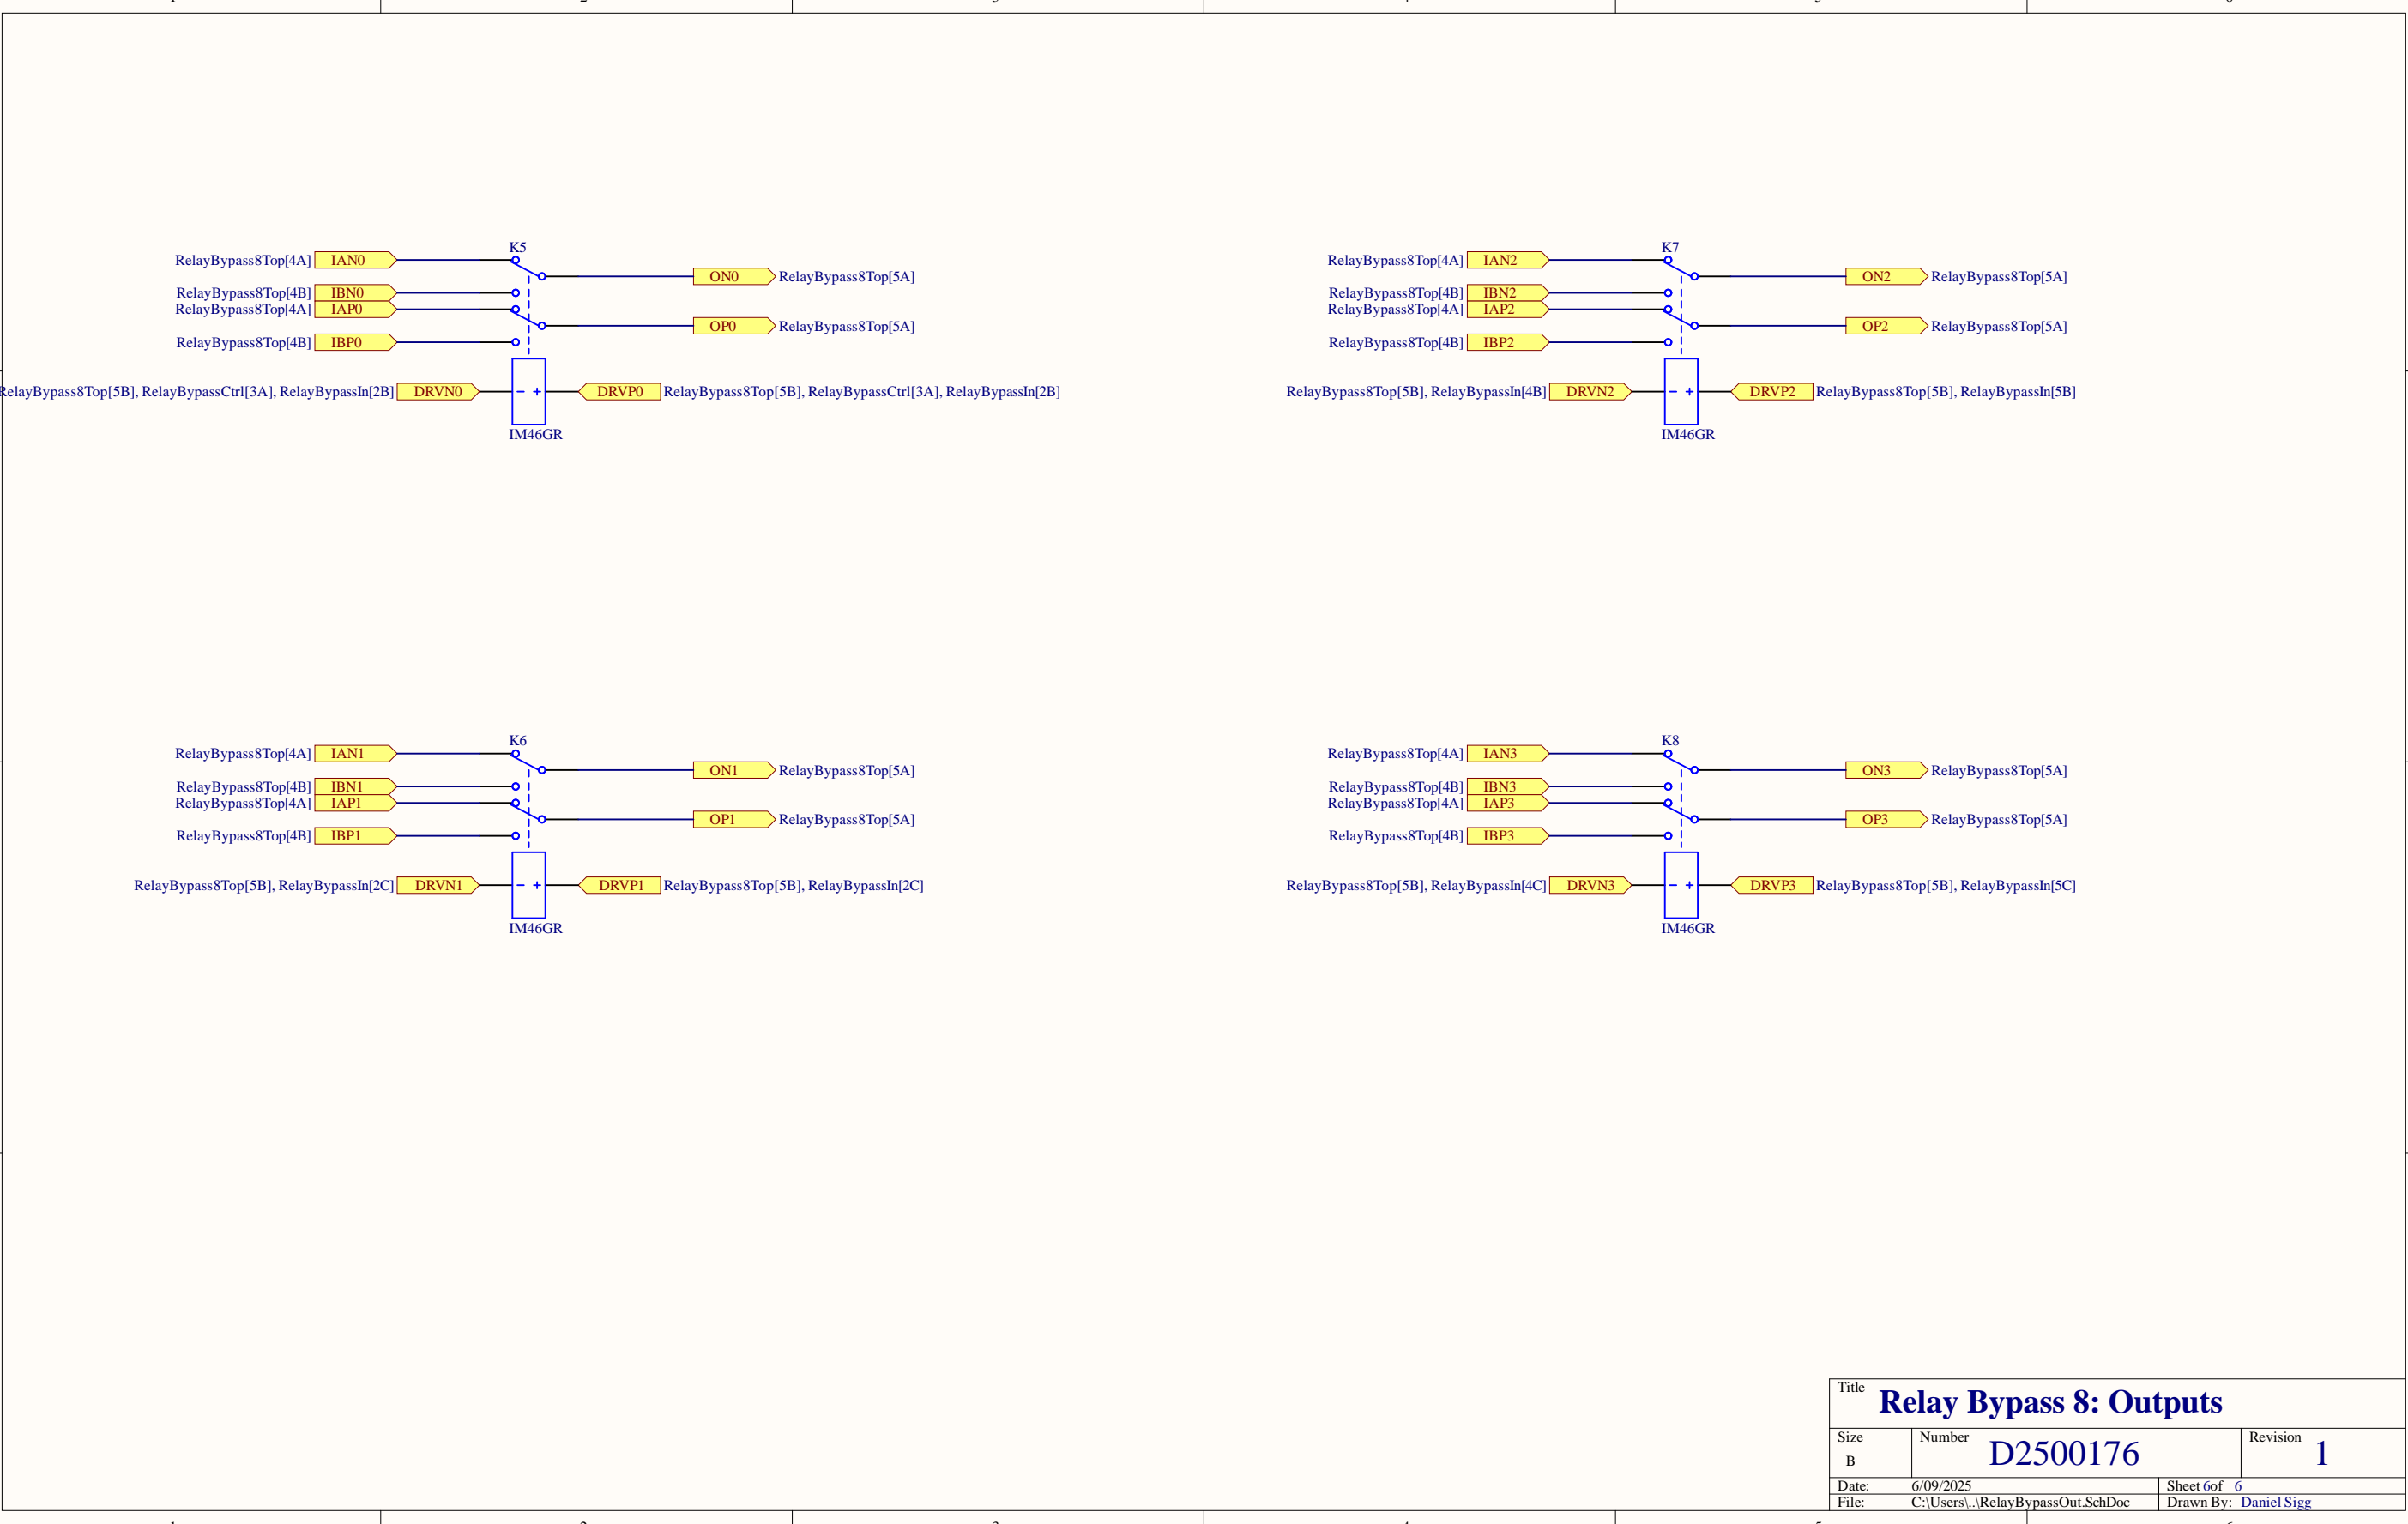 K5
RelayBypass8Top[4A] IAN0
ON0 RelayBypass8Top[5A]
RelayBypass8Top[4B] IBN0
RelayBypass8Top[4A] IAP0
OP0 RelayBypass8Top[5A]
RelayBypass8Top[4B] IBP0
RelayBypass8Top[5B], RelayBypassCtrl[3A], RelayBypassIn[2B] DRVN0 - + DRVP0 RelayBypass8Top[5B], RelayBypassCtrl[3A], RelayBypassIn[2B]
IM46GR
K7
RelayBypass8Top[4A] IAN2
ON2 RelayBypass8Top[5A]
RelayBypass8Top[4B] IBN2
RelayBypass8Top[4A] IAP2
OP2 RelayBypass8Top[5A]
RelayBypass8Top[4B] IBP2
RelayBypass8Top[5B], RelayBypassIn[4B] DRVN2 - + DRVP2 RelayBypass8Top[5B], RelayBypassIn[5B]
IM46GR
K6
RelayBypass8Top[4A] IAN1
ON1 RelayBypass8Top[5A]
RelayBypass8Top[4B] IBN1
RelayBypass8Top[4A] IAP1
OP1 RelayBypass8Top[5A]
RelayBypass8Top[4B] IBP1
RelayBypass8Top[5B], RelayBypassIn[2C] DRVN1 - + DRVP1 RelayBypass8Top[5B], RelayBypassIn[2C]
IM46GR
K8
RelayBypass8Top[4A] IAN3
ON3 RelayBypass8Top[5A]
RelayBypass8Top[4B] IBN3
RelayBypass8Top[4A] IAP3
OP3 RelayBypass8Top[5A]
RelayBypass8Top[4B] IBP3
RelayBypass8Top[5B], RelayBypassIn[4C] DRVN3 - + DRVP3 RelayBypass8Top[5B], RelayBypassIn[5C]
IM46GR
Title Relay Bypass 8: Outputs
Size B Number D2500176 Revision 1
Date: 6/09/2025 Sheet 6of 6
File: C:\Users\..\RelayBypassOut.SchDoc Drawn By: Daniel Sigg